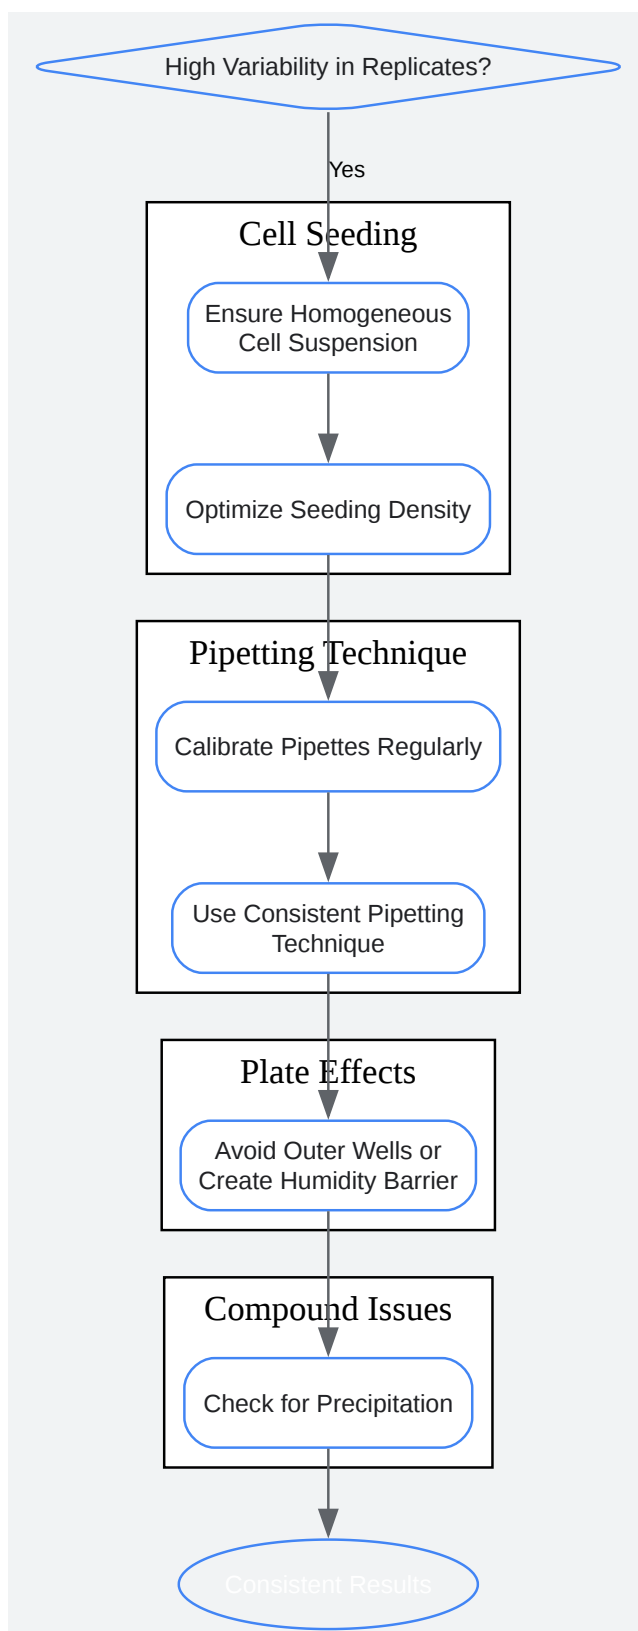 High Variability in Replicates?
Yes
Cell Seeding
Ensure Homogeneous
Cell Suspension
Optimize Seeding Density
Pipetting Technique
Calibrate Pipettes Regularly
Use Consistent Pipetting
Technique
Plate Effects
Avoid Outer Wells or
Create Humidity Barrier
Compound Issues
Check for Precipitation
Consistent Results